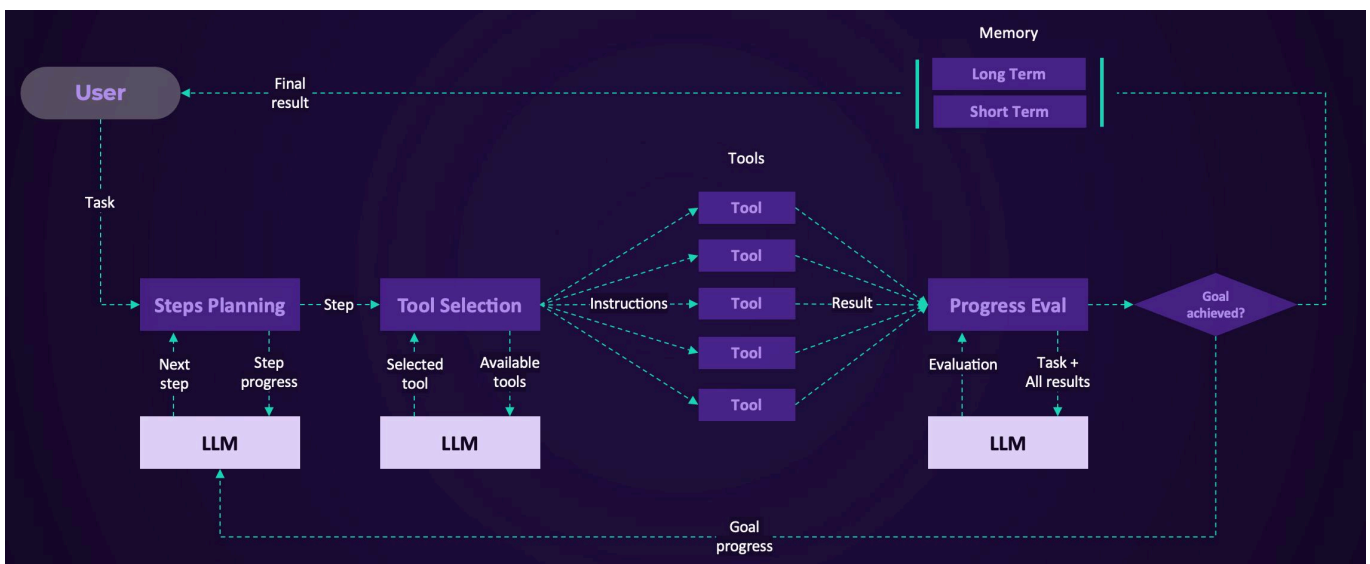 Memory
Long Term
Short Term
User
Final
result
Tools
Task
Tool
Tool
Tool
Tool
Tool
Steps Planning
Step
Tool Selection
Instructions
Result
Progress Eval
Goal
achieved?
Next
step
Step
progress
Selected
tool
Available
tools
Evaluation
Task +
All results
LLM
LLM
LLM
Goal
progress